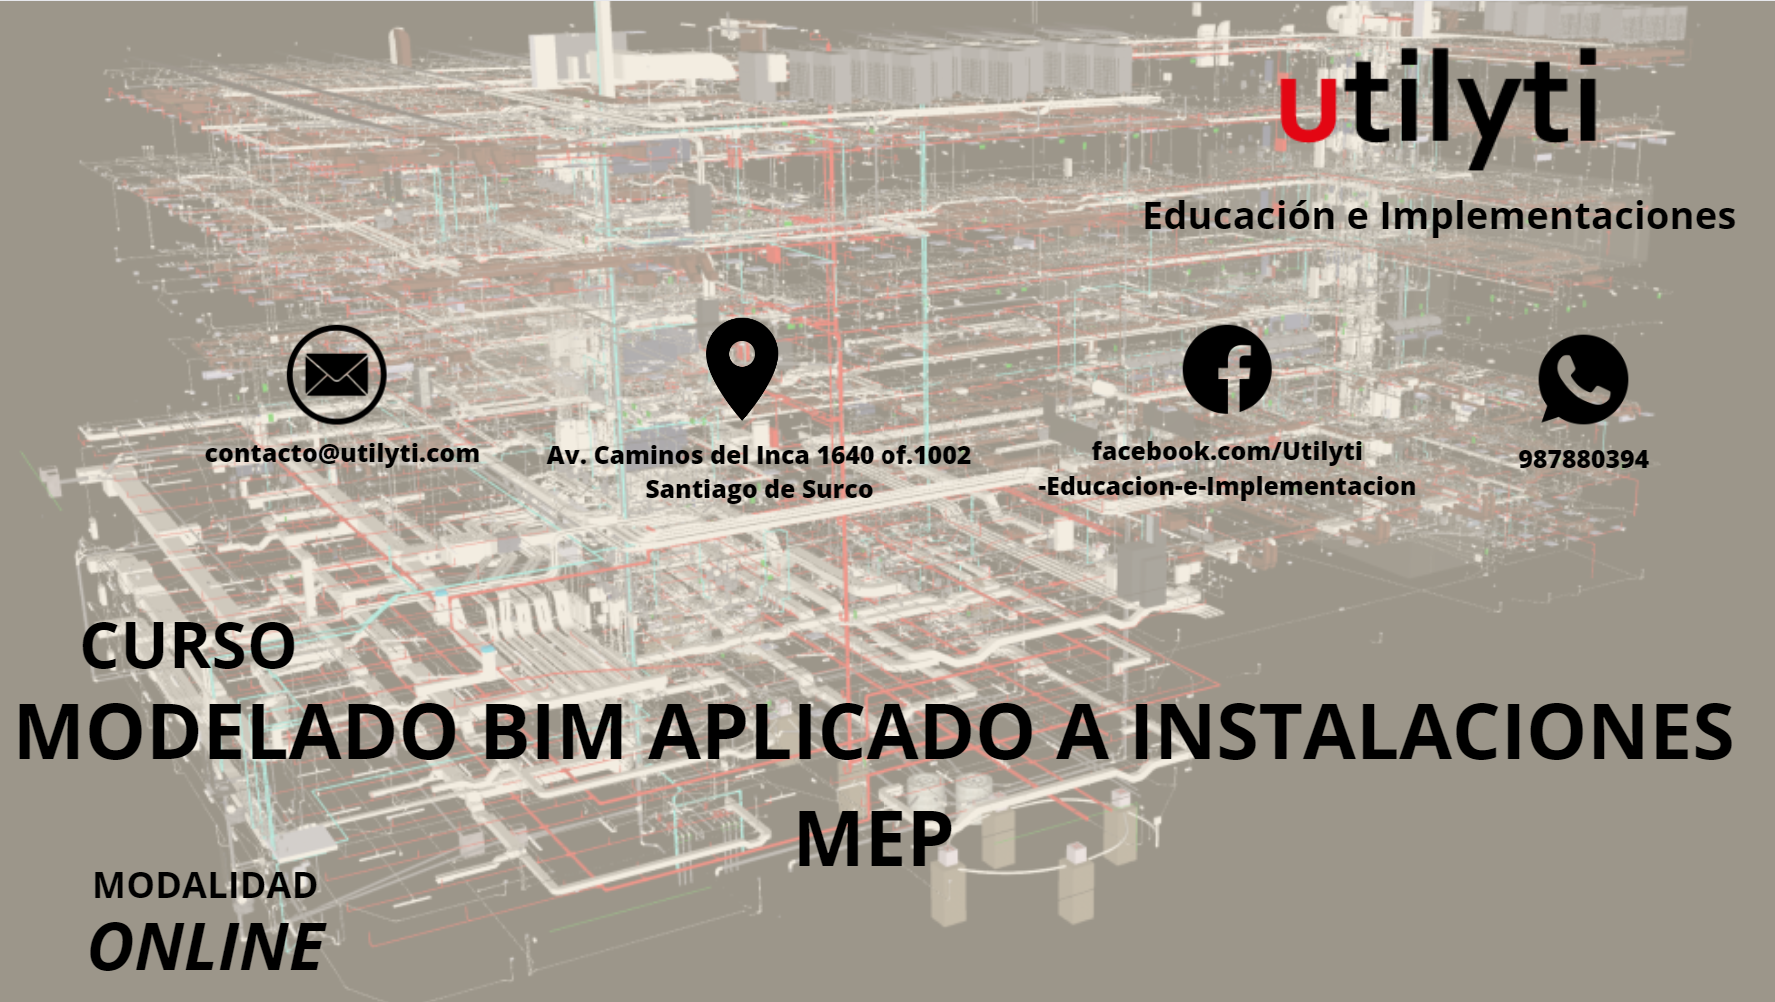 utilyti
Educación e Implementaciones
contacto@utilyti.com
Av. Caminos del Inca 1640 of.1002
Santiago de Surco
facebook.com/Utilyti
-Educacion-e-Implementacion
987880394
CURSO
MODELADO BIM APLICADO A INSTALACIONES
MEP
MODALIDAD
ONLINE